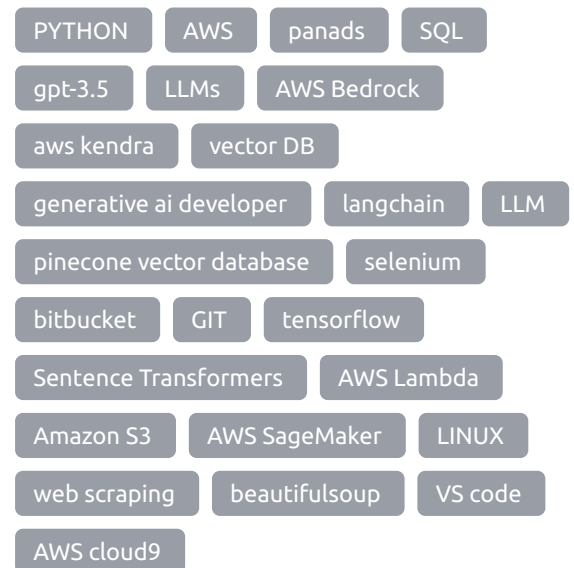 PYTHON AWS panads SQL
gpt-3.5 LLMs AWS Bedrock
aws kendra vector DB
generative ai developer langchain LLM
pinecone vector database selenium
bitbucket GIT tensorflow
Sentence Transformers AWS Lambda
Amazon S3 AWS SageMaker LINUX
web scraping beautifulsoup VS code
AWS cloud9